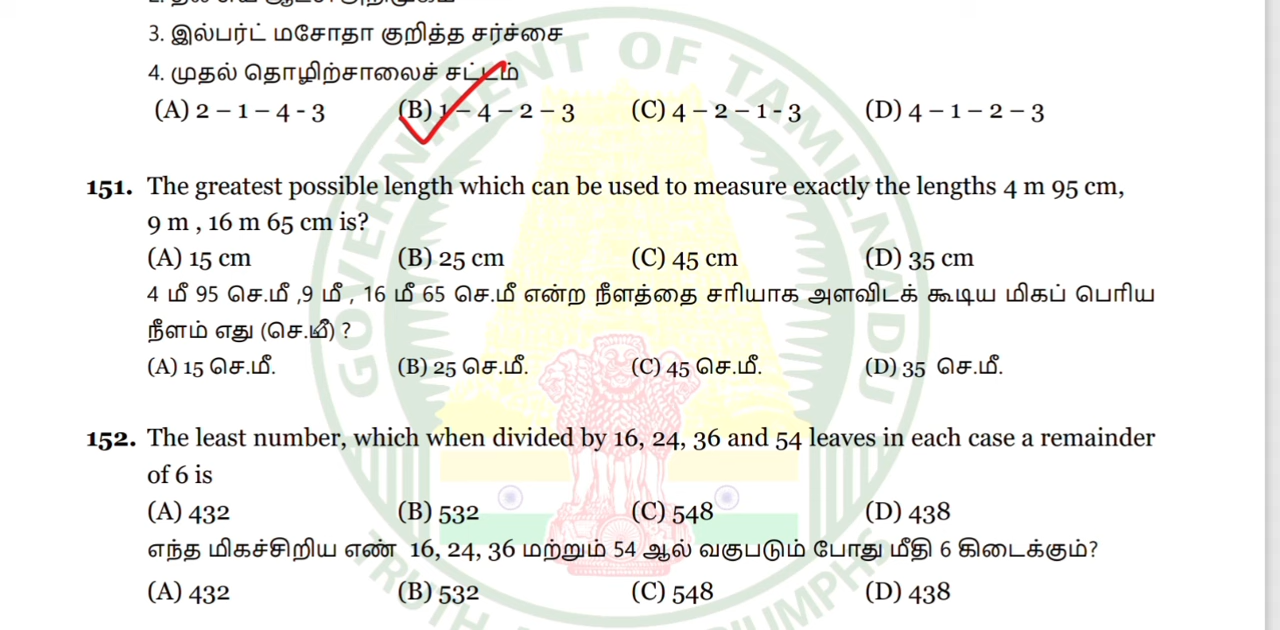 3. இல்பர்ட் மசோதா குறித்த சர்ச்சை
4. முதல் தொழிற்சாலைச் சட்டம்
(A) 2 – 1 – 4 - 3 (B) 1 – 4 – 2 – 3 (C) 4 – 2 – 1 - 3 (D) 4 – 1 – 2 – 3
151. The greatest possible length which can be used to measure exactly the lengths 4 m 95 cm,
9 m , 16 m 65 cm is?
(A) 15 cm (B) 25 cm (C) 45 cm (D) 35 cm
4 மீ 95 செ.மீ ,9 மீ , 16 மீ 65 செ.மீ என்ற நீளத்தை சரியாக அளவிடக் கூடிய மிகப் பெரிய
நீளம் எது (செ.மீ) ?
(A) 15 செ.மீ. (B) 25 செ.மீ. (C) 45 செ.மீ. (D) 35 செ.மீ.
152. The least number, which when divided by 16, 24, 36 and 54 leaves in each case a remainder
of 6 is
(A) 432 (B) 532 (C) 548 (D) 438
எந்த மிகச்சிறிய எண் 16, 24, 36 மற்றும் 54 ஆல் வகுபடும் போது மீதி 6 கிடைக்கும்?
(A) 432 (B) 532 (C) 548 (D) 438
GOVERNMENT OF TAMILNADU
TRUTH TRIUMPHS